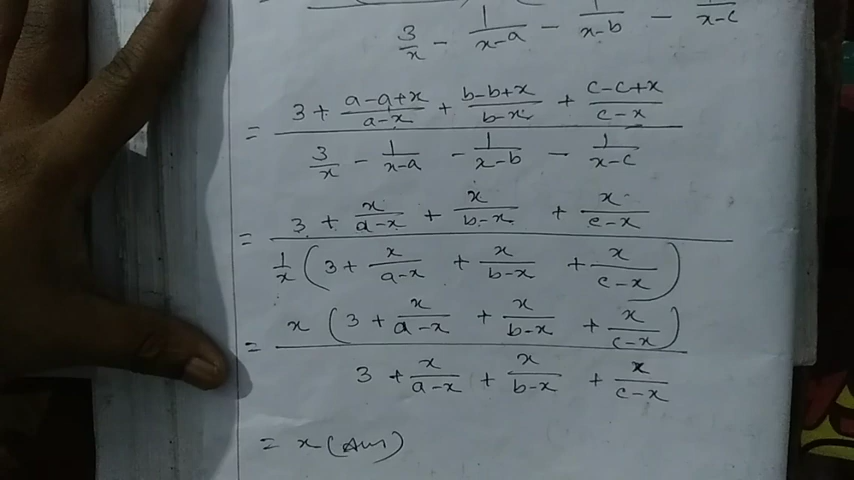 3/x - 1/(x-a) - 1/(x-b) - 1/(x-c)
= (3 + (a-a+x)/(a-x) + (b-b+x)/(b-x) + (c-c+x)/(c-x)) / (3/x - 1/(x-a) - 1/(x-b) - 1/(x-c))
= (3 + x/(a-x) + x/(b-x) + x/(c-x)) / (1/x (3 + x/(a-x) + x/(b-x) + x/(c-x)))
= x (3 + x/(a-x) + x/(b-x) + x/(c-x)) / (3 + x/(a-x) + x/(b-x) + x/(c-x))
= x (Ans)